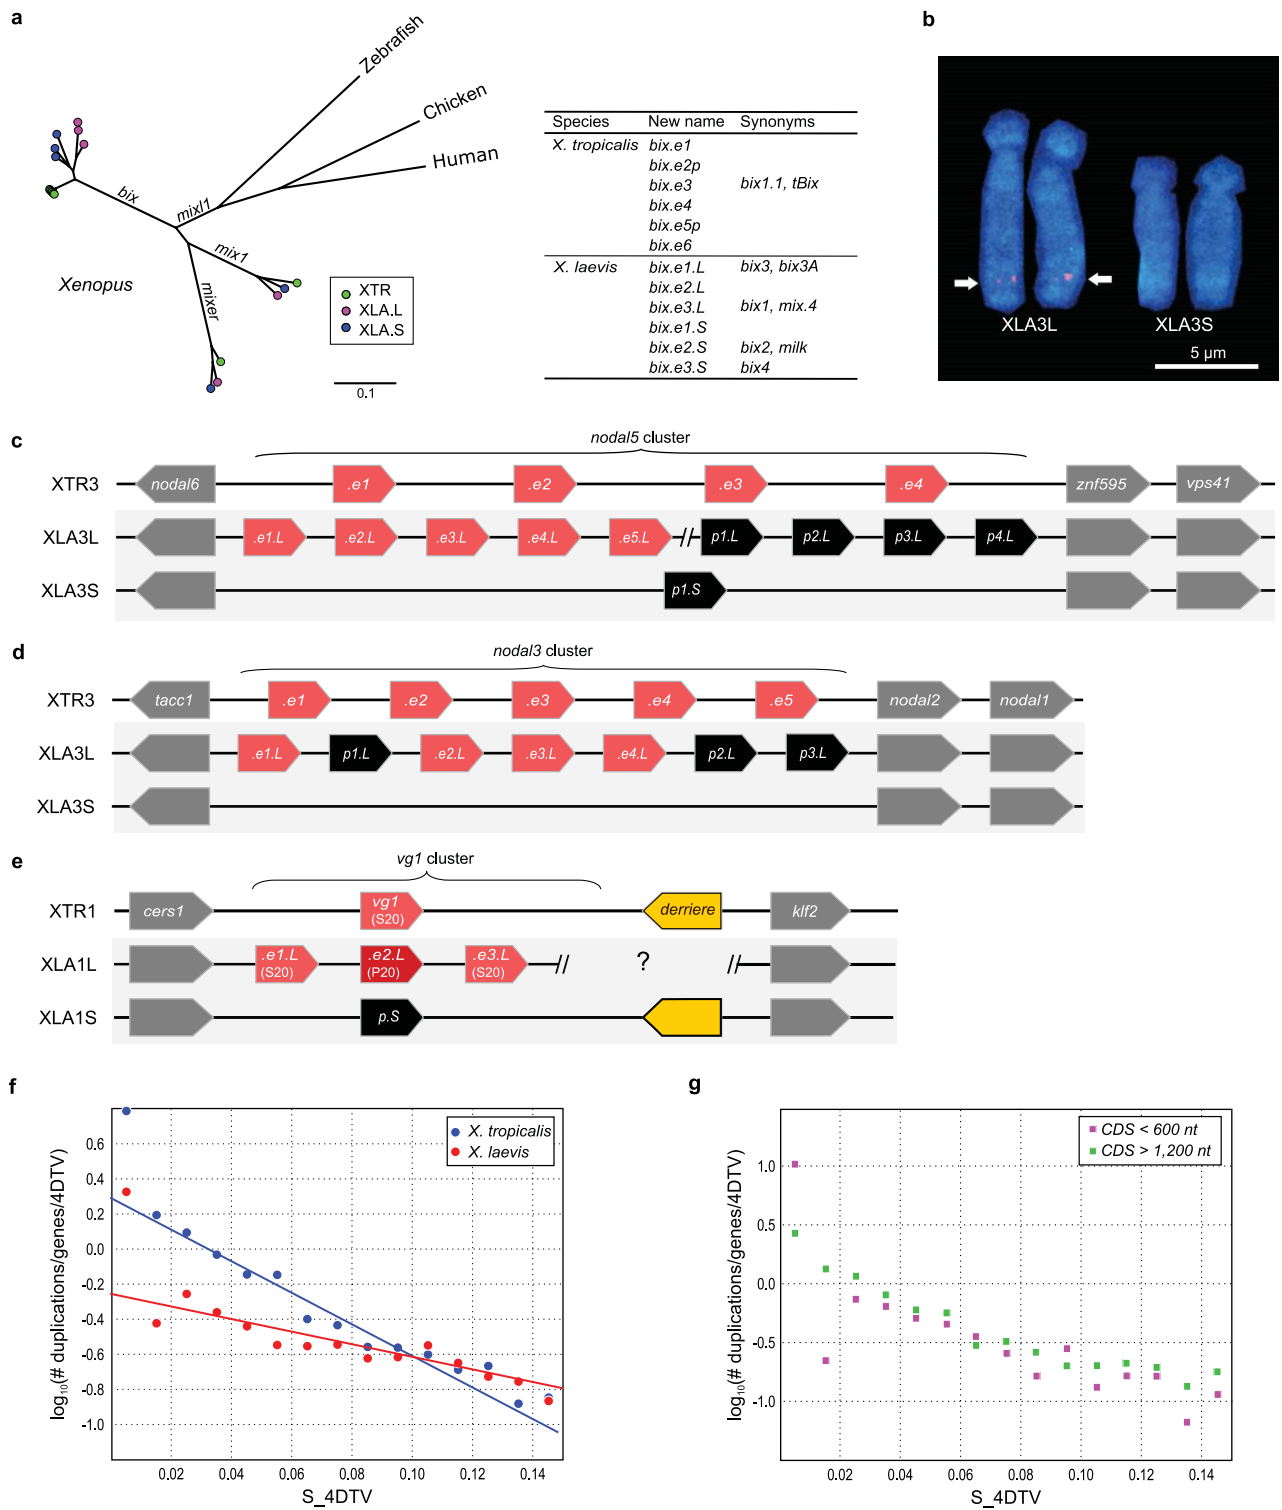 a
Zebrafish
Chicken
Human
bix
mixl1
mix1
mixer
Xenopus
XTR
XLA.L
XLA.S
0.1
Species New name Synonyms
X. tropicalis bix.e1
bix.e2p
bix.e3 bix1.1, tBix
bix.e4
bix.e5p
bix.e6
X. laevis bix.e1.L bix3, bix3A
bix.e2.L
bix.e3.L bix1, mix.4
bix.e1.S
bix.e2.S bix2, milk
bix.e3.S bix4
b
XLA3L XLA3S
5 µm
c
nodal5 cluster
XTR3 nodal6 .e1 .e2 .e3 .e4 znf595 vps41
XLA3L .e1.L .e2.L .e3.L .e4.L .e5.L // p1.L p2.L p3.L p4.L
XLA3S p1.S
d
nodal3 cluster
XTR3 tacc1 .e1 .e2 .e3 .e4 .e5 nodal2 nodal1
XLA3L .e1.L p1.L .e2.L .e3.L .e4.L p2.L p3.L
XLA3S
e
vg1 cluster
XTR1 cers1 vg1 (S20) derriere klf2
XLA1L .e1.L (S20) .e2.L (P20) .e3.L (S20) // ? //
XLA1S p.S
f
X. tropicalis
X. laevis
log10(# duplications/genes/4DTV)
0.6
0.4
0.2
0.0
-0.2
-0.4
-0.6
-0.8
-1.0
0.02 0.04 0.06 0.08 0.10 0.12 0.14
S_4DTV
g
CDS < 600 nt
CDS > 1,200 nt
log10(# duplications/genes/4DTV)
1.0
0.5
0.0
-0.5
-1.0
0.02 0.04 0.06 0.08 0.10 0.12 0.14
S_4DTV